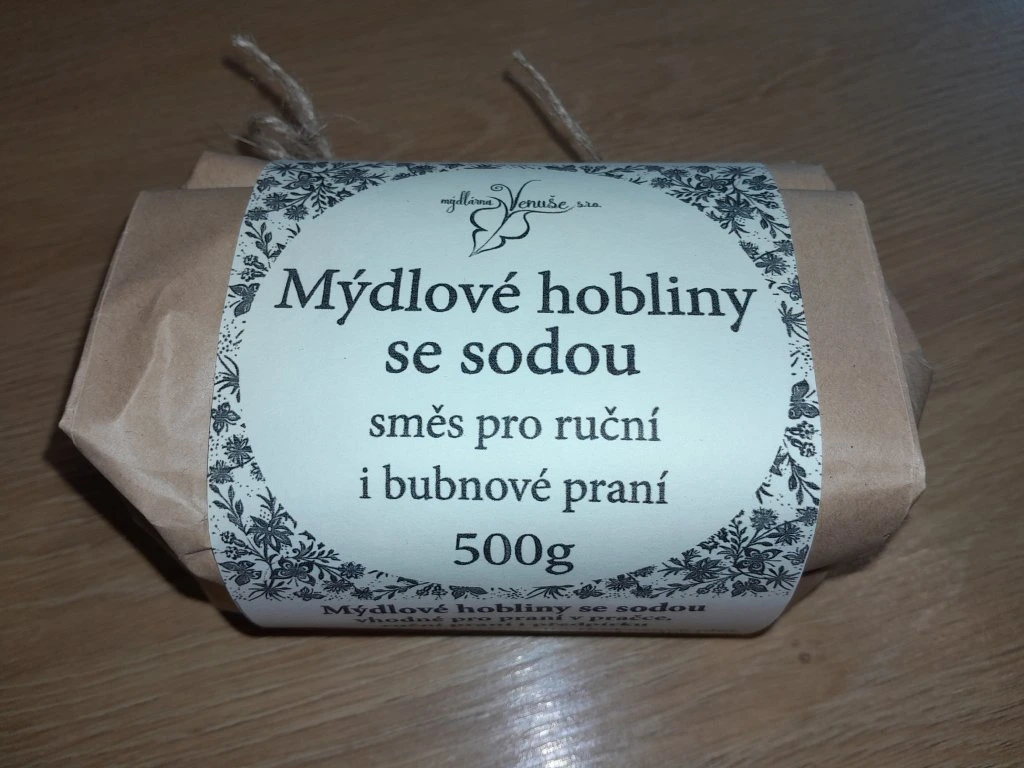 mýdlárna Venuše s.r.o.
Mýdlové hobliny
se sodou
směs pro ruční
i bubnové praní
500g
Mýdlové hobliny se sodou
vhodné pro praní v pračce,